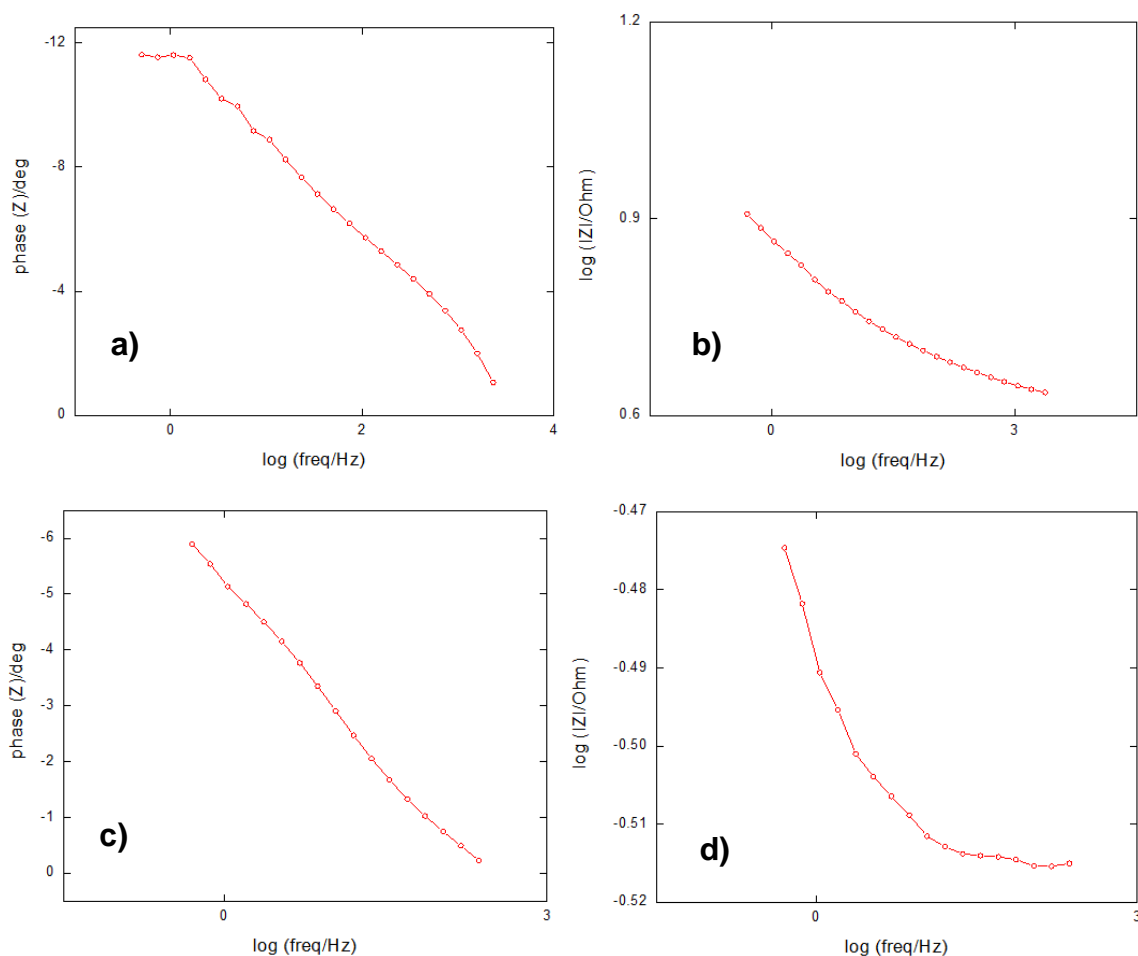 -12
-8
-4
0
phase (Z)/deg
a)
0
2
4
log (freq/Hz)
1.2
0.9
0.6
log (IZI/Ohm)
b)
0
3
log (freq/Hz)
-6
-5
-4
-3
-2
-1
0
phase (Z)/deg
c)
0
3
log (freq/Hz)
-0.47
-0.48
-0.49
-0.50
-0.51
-0.52
log (IZI/Ohm)
d)
0
3
log (freq/Hz)